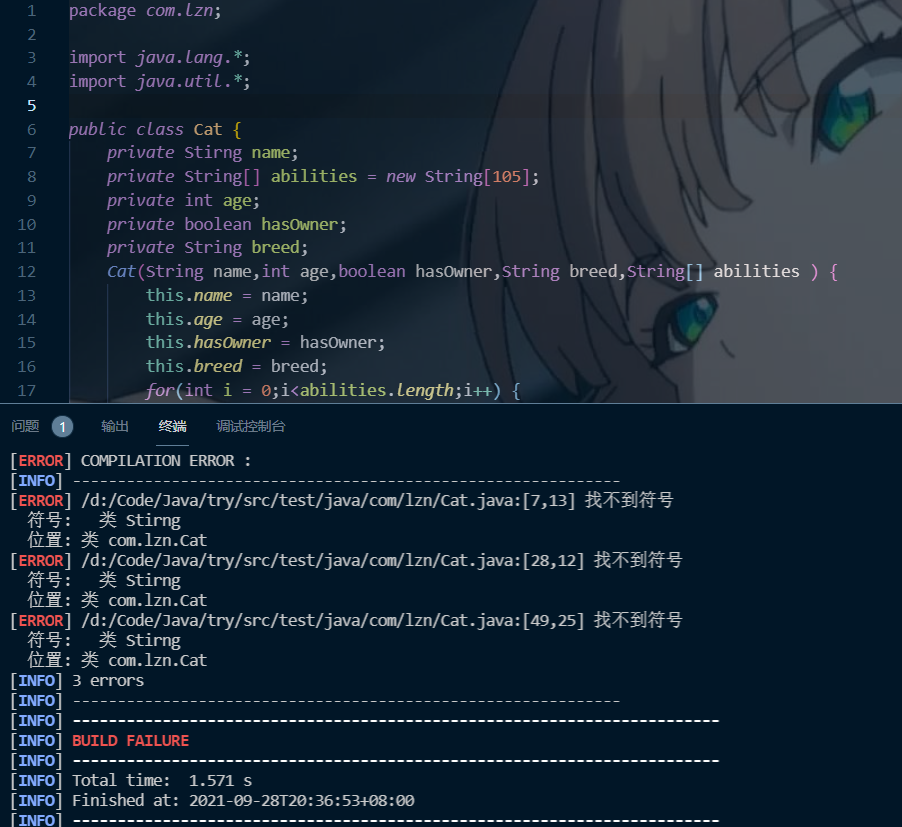 1 package com.lzn;
2
3 import java.lang.*;
4 import java.util.*;
5
6 public class Cat {
7 private Stirng name;
8 private String[] abilities = new String[105];
9 private int age;
10 private boolean hasOwner;
11 private String breed;
12 Cat(String name,int age,boolean hasOwner,String breed,String[] abilities ) {
13 this.name = name;
14 this.age = age;
15 this.hasOwner = hasOwner;
16 this.breed = breed;
17 for(int i = 0;i<abilities.length;i++) {
问题 1 输出 终端 调试控制台
[ERROR] COMPILATION ERROR :
[INFO] -------------------------------------------------------------
[ERROR] /d:/Code/Java/try/src/test/java/com/lzn/Cat.java:[7,13] 找不到符号
符号: 类 Stirng
位置: 类 com.lzn.Cat
[ERROR] /d:/Code/Java/try/src/test/java/com/lzn/Cat.java:[28,12] 找不到符号
符号: 类 Stirng
位置: 类 com.lzn.Cat
[ERROR] /d:/Code/Java/try/src/test/java/com/lzn/Cat.java:[49,25] 找不到符号
符号: 类 Stirng
位置: 类 com.lzn.Cat
[INFO] 3 errors
[INFO] -------------------------------------------------------------
[INFO] ------------------------------------------------------------------------
[INFO] BUILD FAILURE
[INFO] ------------------------------------------------------------------------
[INFO] Total time: 1.571 s
[INFO] Finished at: 2021-09-28T20:36:53+08:00
[INFO] ------------------------------------------------------------------------